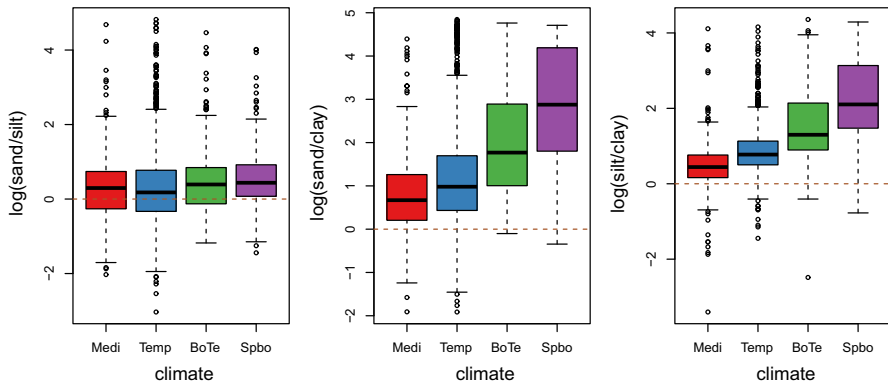 log(sand/silt)
4
2
0
−2
Medi Temp BoTe Spbo
climate
log(sand/clay)
5
4
3
2
1
0
−1
−2
Medi Temp BoTe Spbo
climate
log(silt/clay)
4
2
0
−2
Medi Temp BoTe Spbo
climate